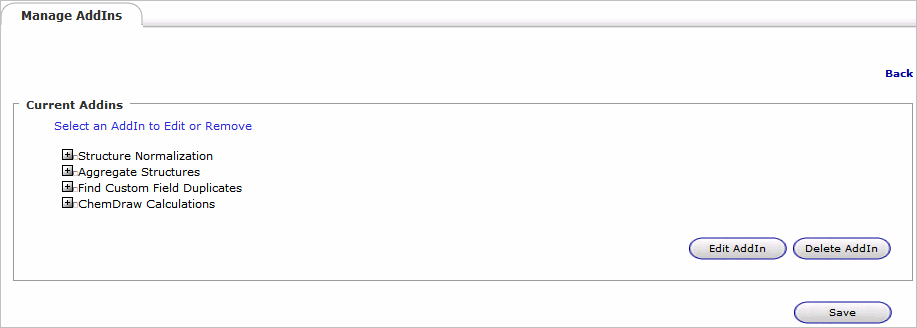 Manage AddIns
Back
Current Addins
Select an AddIn to Edit or Remove
Structure Normalization
Aggregate Structures
Find Custom Field Duplicates
ChemDraw Calculations
Edit AddIn Delete AddIn
Save